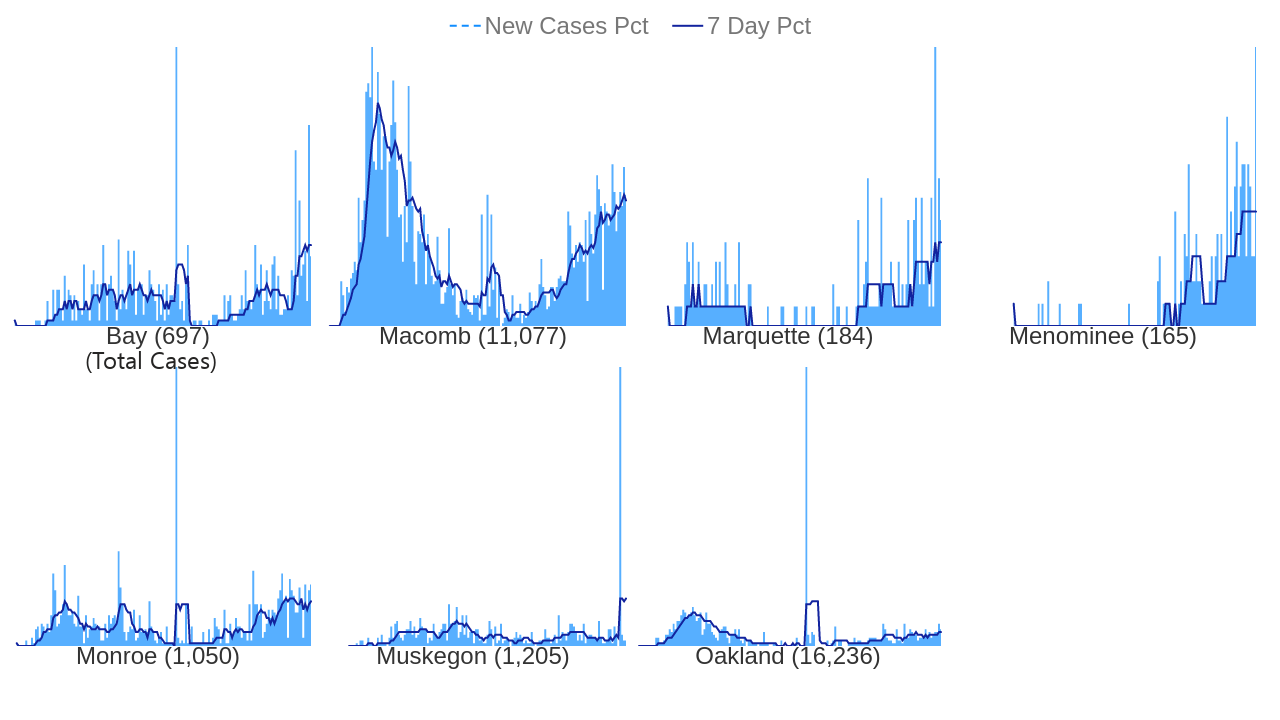 New Cases Pct 7 Day Pct
Bay (697) Macomb (11,077) Marquette (184) Menominee (165)
(Total Cases)
Monroe (1,050) Muskegon (1,205) Oakland (16,236)